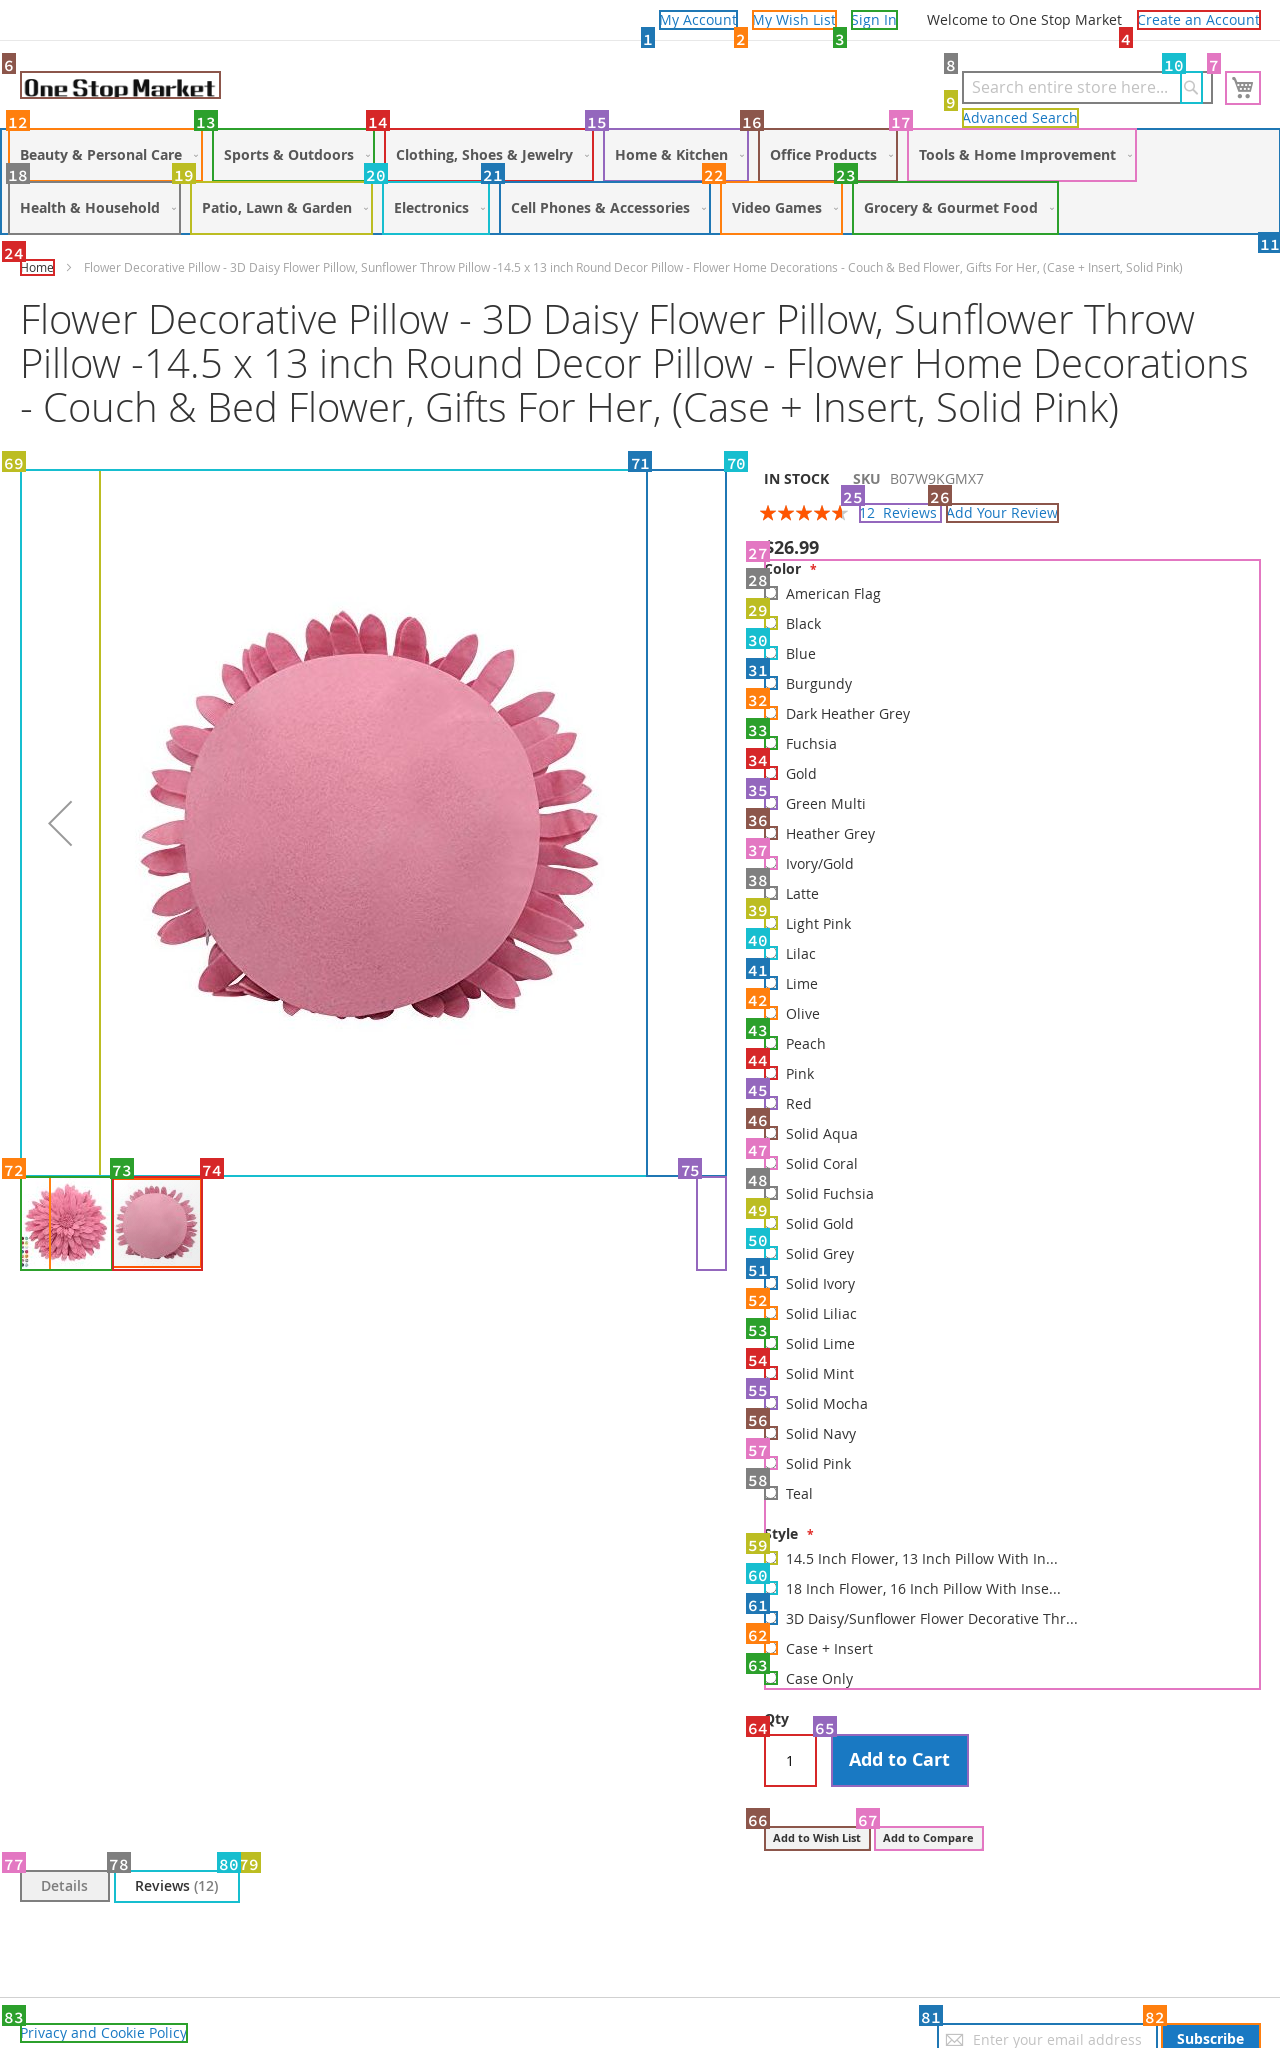 My Account
My Wish List
Sign In
Welcome to One Stop Market
Create an Account
1
2
3
4
6
8
10
7
One Stop Market
Search entire store here...
9
Advanced Search
12
13
14
15
16
17
Beauty & Personal Care
Sports & Outdoors
Clothing, Shoes & Jewelry
Home & Kitchen
Office Products
Tools & Home Improvement
18
19
20
21
22
23
Health & Household
Patio, Lawn & Garden
Electronics
Cell Phones & Accessories
Video Games
Grocery & Gourmet Food
24
11
Home
Flower Decorative Pillow - 3D Daisy Flower Pillow, Sunflower Throw Pillow -14.5 x 13 inch Round Decor Pillow - Flower Home Decorations - Couch & Bed Flower, Gifts For Her, (Case + Insert, Solid Pink)
Flower Decorative Pillow - 3D Daisy Flower Pillow, Sunflower Throw
Pillow -14.5 x 13 inch Round Decor Pillow - Flower Home Decorations
- Couch & Bed Flower, Gifts For Her, (Case + Insert, Solid Pink)
69
71
70
IN STOCK
SKU B07W9KGMX7
25
26
12 Reviews
Add Your Review
$26.99
27
Color *
28
American Flag
29
Black
30
Blue
31
Burgundy
32
Dark Heather Grey
33
Fuchsia
34
Gold
35
Green Multi
36
Heather Grey
37
Ivory/Gold
38
Latte
39
Light Pink
40
Lilac
41
Lime
42
Olive
43
Peach
44
Pink
45
Red
46
Solid Aqua
47
Solid Coral
48
Solid Fuchsia
49
Solid Gold
50
Solid Grey
51
Solid Ivory
52
Solid Liliac
53
Solid Lime
54
Solid Mint
55
Solid Mocha
56
Solid Navy
57
Solid Pink
58
Teal
72
73
74
75
Style *
59
14.5 Inch Flower, 13 Inch Pillow With In...
60
18 Inch Flower, 16 Inch Pillow With Inse...
61
3D Daisy/Sunflower Flower Decorative Thr...
62
Case + Insert
63
Case Only
Qty
64
65
1
Add to Cart
66
67
Add to Wish List
Add to Compare
77
78
80
79
Details
Reviews (12)
83
81
82
Privacy and Cookie Policy
Enter your email address
Subscribe